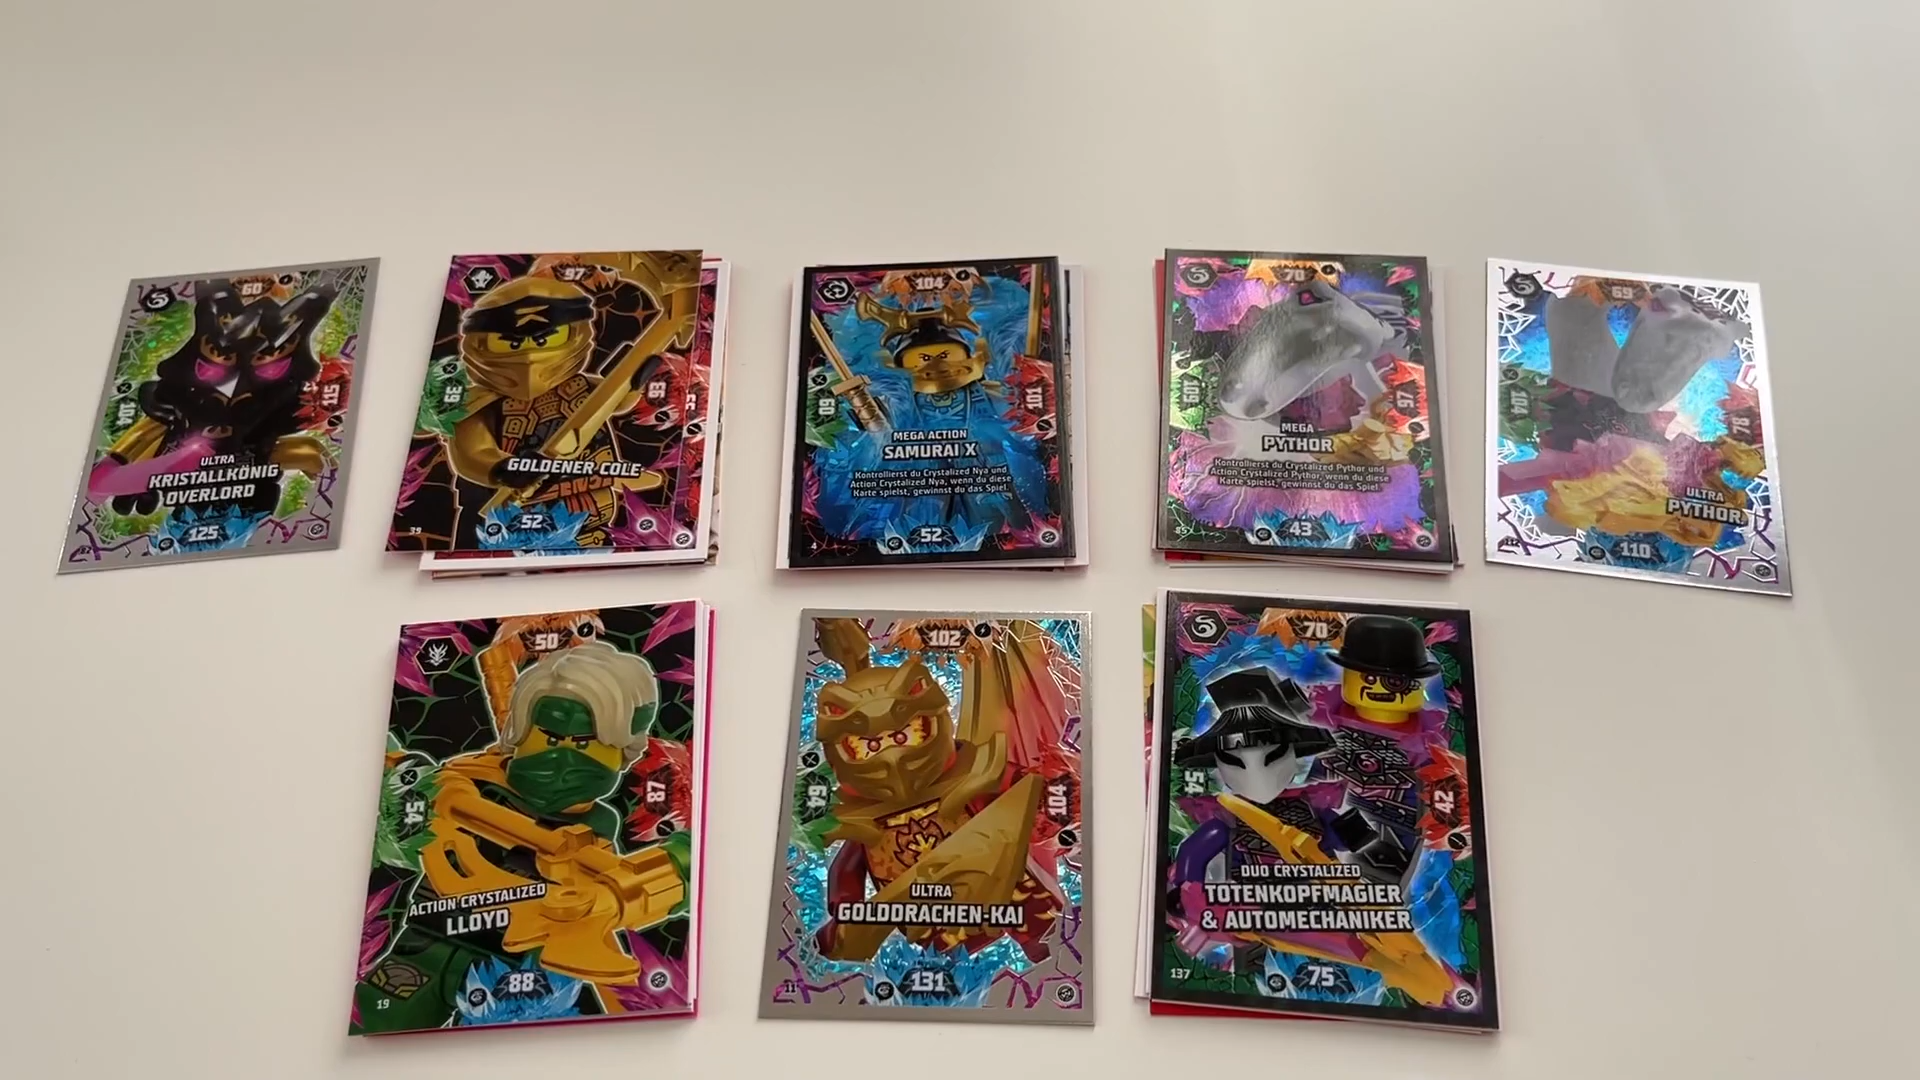 60
104
115
ULTRA
KRISTALLKÖNIG
OVERLORD
125
97
39
93
GOLDENER COLE
52
39
104
60
101
MEGA ACTION
SAMURAI X
Kontrollierst du Crystalized Nya und
Action Crystalized Nya, wenn du diese
Karte spielst, gewinnst du das Spiel.
52
4
70
109
97
MEGA
PYTHOR
Kontrollierst du Crystalized Pythor und
Action Crystalized Pythor, wenn du diese
Karte spielst, gewinnst du das Spiel.
43
69
104
78
ULTRA
PYTHOR
110
50
54
87
ACTION CRYSTALIZED
LLOYD
88
19
102
64
104
ULTRA
GOLDDRACHEN-KAI
131
11
70
54
42
DUO CRYSTALIZED
TOTENKOPFMAGIER
& AUTOMECHANIKER
75
137